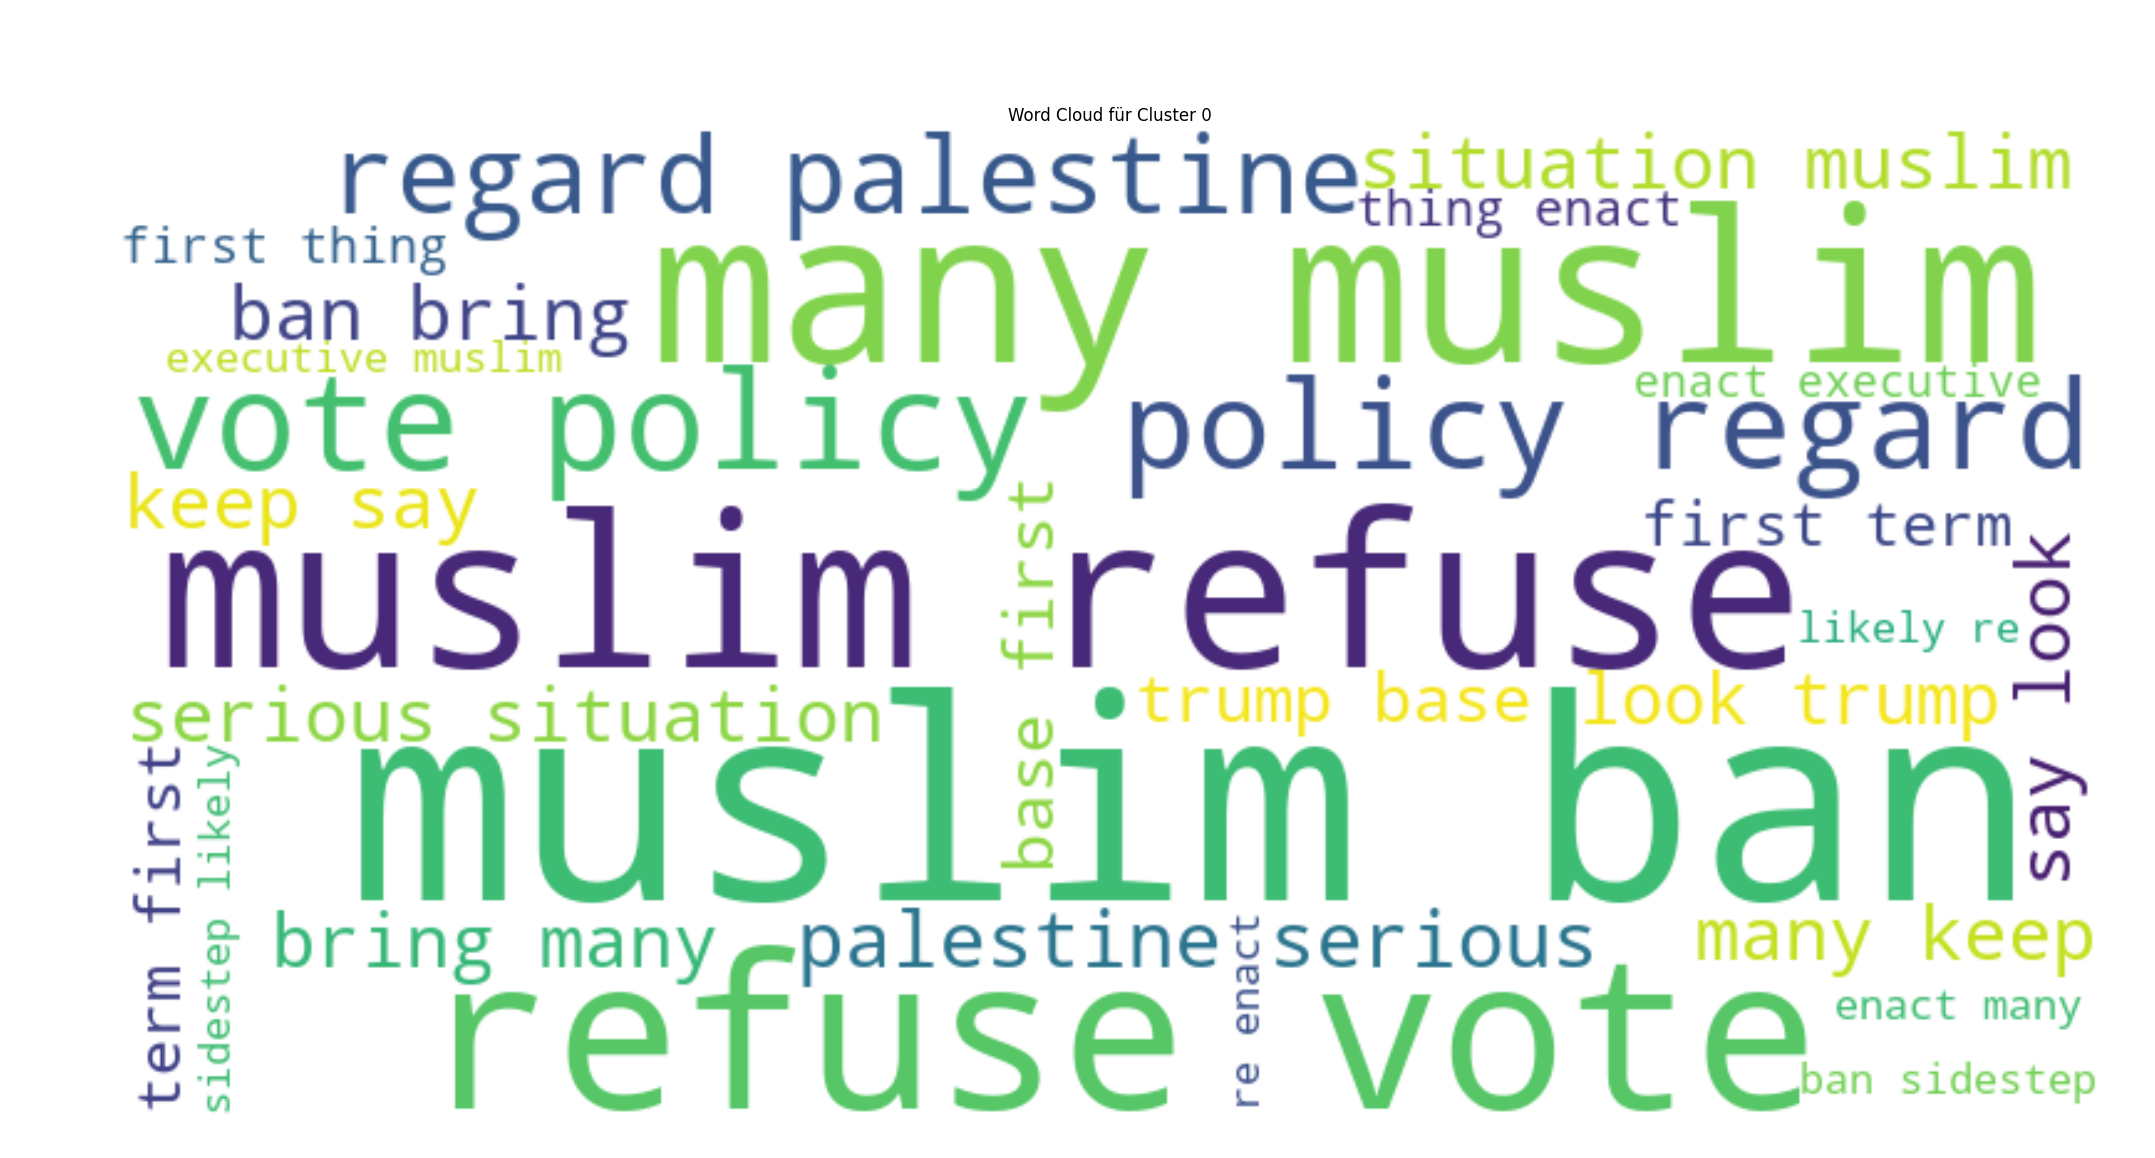 Word Cloud für Cluster 0
regard palestine
situation muslim
thing enact
first thing
many muslim
ban bring
executive muslim
enact executive
vote policy
policy regard
keep say
first term
muslim refuse
base first
say look
likely re
trump base
look trump
serious situation
muslim ban
term first
sidestep likely
bring many
palestine serious
many keep
re enact
refuse vote
enact many
ban sidestep